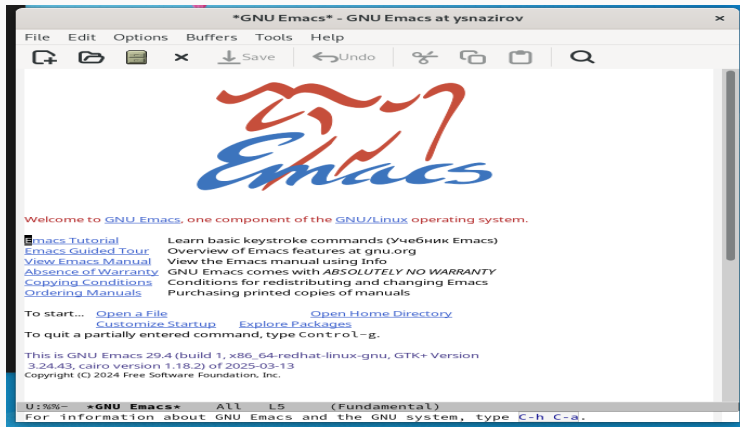 *GNU Emacs* - GNU Emacs at ysnazirov ×
File Edit Options Buffers Tools Help
Save Undo
Emacs
Welcome to GNU Emacs, one component of the GNU/Linux operating system.
Emacs Tutorial Learn basic keystroke commands (Учебник Emacs)
Emacs Guided Tour Overview of Emacs features at gnu.org
View Emacs Manual View the Emacs manual using Info
Absence of Warranty GNU Emacs comes with ABSOLUTELY NO WARRANTY
Copying Conditions Conditions for redistributing and changing Emacs
Ordering Manuals Purchasing printed copies of manuals
To start... Open a File Open Home Directory
Customize Startup Explore Packages
To quit a partially entered command, type Control-g.
This is GNU Emacs 29.4 (build 1, x86_64-redhat-linux-gnu, GTK+ Version
3.24.43, cairo version 1.18.2) of 2025-03-13
Copyright (C) 2024 Free Software Foundation, Inc.
U:%%- *GNU Emacs* All L5 (Fundamental)
For information about GNU Emacs and the GNU system, type C-h C-a.